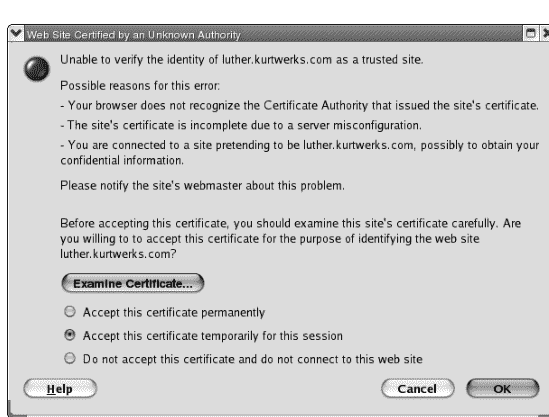 Web Site Certified by an Unknown Authority
Unable to verify the identity of luther.kurtwerks.com as a trusted site.
Possible reasons for this error:
- Your browser does not recognize the Certificate Authority that issued the site's certificate.
- The site's certificate is incomplete due to a server misconfiguration.
- You are connected to a site pretending to be luther.kurtwerks.com, possibly to obtain your
confidential information.
Please notify the site's webmaster about this problem.
Before accepting this certificate, you should examine this site's certificate carefully. Are
you willing to to accept this certificate for the purpose of identifying the web site
luther.kurtwerks.com?
Examine Certificate...
Accept this certificate permanently
Accept this certificate temporarily for this session
Do not accept this certificate and do not connect to this web site
Help
Cancel
OK